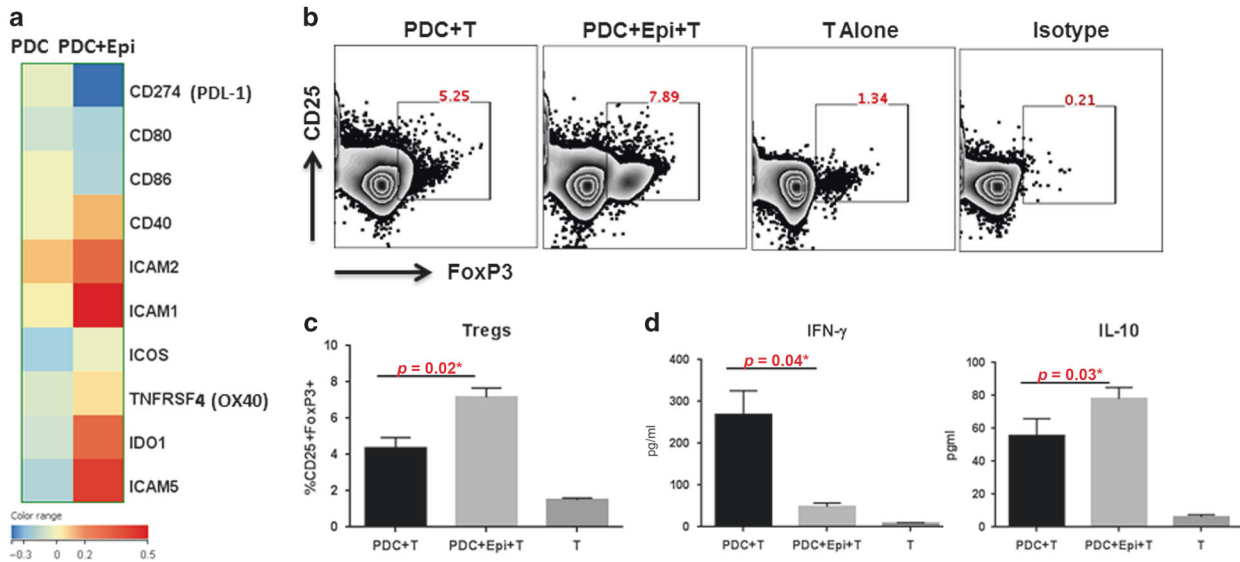 a
PDC PDC+Epi
CD274 (PDL-1)
CD80
CD86
CD40
ICAM2
ICAM1
ICOS
TNFRSF4 (OX40)
IDO1
ICAM5
Color range
−0.3 0 0.2 0.5
b
PDC+T PDC+Epi+T T Alone Isotype
5.25 7.89 1.34 0.21
CD25
FoxP3
c
Tregs
p = 0.02*
%CD25+FoxP3+
10
8
6
4
2
0
PDC+T PDC+Epi+T T
d
IFN-γ
p = 0.04*
pg/ml
400
300
200
100
0
PDC+T PDC+Epi+T T
IL-10
p = 0.03*
pgml
100
80
60
40
20
0
PDC+T PDC+Epi+T T